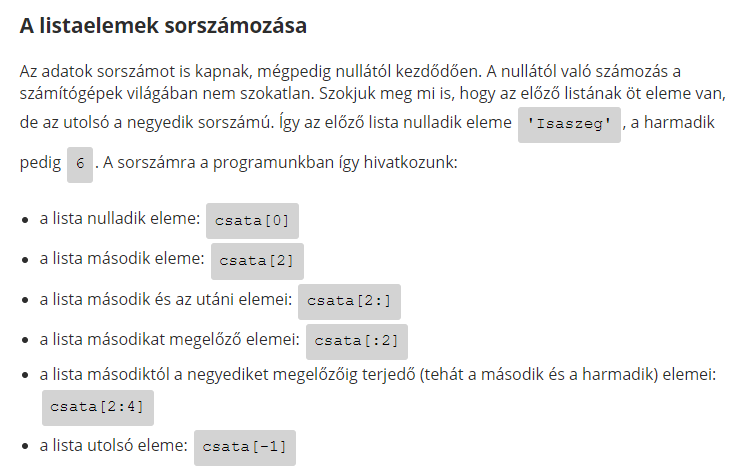 A listaelemek sorszámozása
Az adatok sorszámot is kapnak, mégpedig nullától kezdődően. A nullától való számozás a
számítógépek világában nem szokatlan. Szokjuk meg mi is, hogy az előző listának öt eleme van,
de az utolsó a negyedik sorszámú. Így az előző lista nulladik eleme 'Isaszeg' , a harmadik
pedig 6 . A sorszámra a programunkban így hivatkozunk:
• a lista nulladik eleme: csata[0]
• a lista második eleme: csata[2]
• a lista második és az utáni elemei: csata[2:]
• a lista másodikat megelőző elemei: csata[:2]
• a lista másodiktól a negyediket megelőzőig terjedő (tehát a második és a harmadik) elemei:
csata[2:4]
• a lista utolsó eleme: csata[-1]